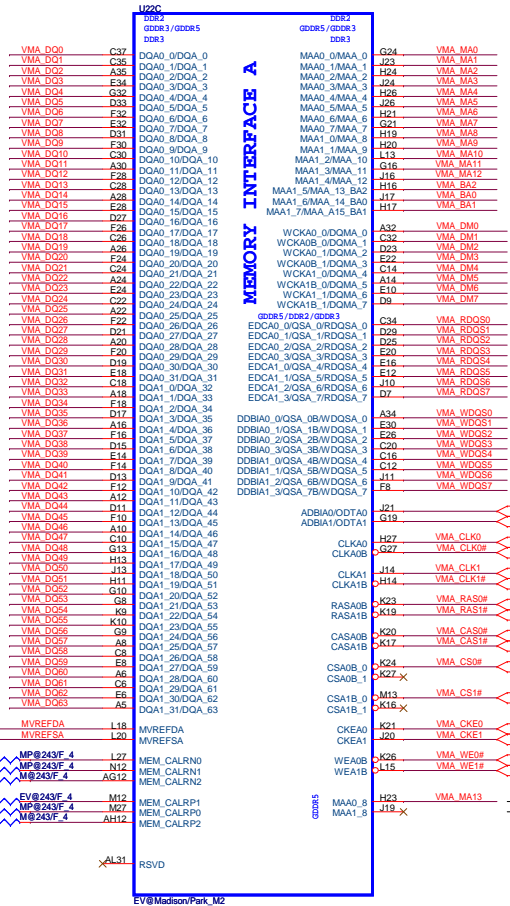 U22C
DDR2
GDDR3/GDDR5
DDR3
DDR2
GDDR5/GDDR3
DDR3
MEMORY INTERFACE A
VMA_DQ0 C37 DQA0_0/DQA_0
VMA_DQ1 C35 DQA0_1/DQA_1
VMA_DQ2 A35 DQA0_2/DQA_2
VMA_DQ3 E34 DQA0_3/DQA_3
VMA_DQ4 G32 DQA0_4/DQA_4
VMA_DQ5 D33 DQA0_5/DQA_5
VMA_DQ6 F32 DQA0_6/DQA_6
VMA_DQ7 E32 DQA0_7/DQA_7
VMA_DQ8 D31 DQA0_8/DQA_8
VMA_DQ9 F30 DQA0_9/DQA_9
VMA_DQ10 C30 DQA0_10/DQA_10
VMA_DQ11 A30 DQA0_11/DQA_11
VMA_DQ12 F28 DQA0_12/DQA_12
VMA_DQ13 C28 DQA0_13/DQA_13
VMA_DQ14 A28 DQA0_14/DQA_14
VMA_DQ15 E28 DQA0_15/DQA_15
VMA_DQ16 D27 DQA0_16/DQA_16
VMA_DQ17 F26 DQA0_17/DQA_17
VMA_DQ18 C26 DQA0_18/DQA_18
VMA_DQ19 A26 DQA0_19/DQA_19
VMA_DQ20 F24 DQA0_20/DQA_20
VMA_DQ21 C24 DQA0_21/DQA_21
VMA_DQ22 A24 DQA0_22/DQA_22
VMA_DQ23 E24 DQA0_23/DQA_23
VMA_DQ24 C22 DQA0_24/DQA_24
VMA_DQ25 A22 DQA0_25/DQA_25
VMA_DQ26 F22 DQA0_26/DQA_26
VMA_DQ27 D21 DQA0_27/DQA_27
VMA_DQ28 A20 DQA0_28/DQA_28
VMA_DQ29 F20 DQA0_29/DQA_29
VMA_DQ30 D19 DQA0_30/DQA_30
VMA_DQ31 E18 DQA0_31/DQA_31
VMA_DQ32 C18 DQA1_0/DQA_32
VMA_DQ33 A18 DQA1_1/DQA_33
VMA_DQ34 F18 DQA1_2/DQA_34
VMA_DQ35 D17 DQA1_3/DQA_35
VMA_DQ36 A16 DQA1_4/DQA_36
VMA_DQ37 F16 DQA1_5/DQA_37
VMA_DQ38 D15 DQA1_6/DQA_38
VMA_DQ39 E14 DQA1_7/DQA_39
VMA_DQ40 F14 DQA1_8/DQA_40
VMA_DQ41 D13 DQA1_9/DQA_41
VMA_DQ42 F12 DQA1_10/DQA_42
VMA_DQ43 A12 DQA1_11/DQA_43
VMA_DQ44 D11 DQA1_12/DQA_44
VMA_DQ45 F10 DQA1_13/DQA_45
VMA_DQ46 A10 DQA1_14/DQA_46
VMA_DQ47 C10 DQA1_15/DQA_47
VMA_DQ48 G13 DQA1_16/DQA_48
VMA_DQ49 H13 DQA1_17/DQA_49
VMA_DQ50 J13 DQA1_18/DQA_50
VMA_DQ51 H11 DQA1_19/DQA_51
VMA_DQ52 G10 DQA1_20/DQA_52
VMA_DQ53 G8 DQA1_21/DQA_53
VMA_DQ54 K9 DQA1_22/DQA_54
VMA_DQ55 K10 DQA1_23/DQA_55
VMA_DQ56 G9 DQA1_24/DQA_56
VMA_DQ57 A8 DQA1_25/DQA_57
VMA_DQ58 C8 DQA1_26/DQA_58
VMA_DQ59 E8 DQA1_27/DQA_59
VMA_DQ60 A6 DQA1_28/DQA_60
VMA_DQ61 C6 DQA1_29/DQA_61
VMA_DQ62 E6 DQA1_30/DQA_62
VMA_DQ63 A5 DQA1_31/DQA_63
MVREFDA L18 MVREFDA
MVREFSA L20 MVREFSA
MP@243/F_4 L27 MEM_CALRN0
MP@243/F_4 N12 MEM_CALRN1
M@243/F_4 AG12 MEM_CALRN2
EV@243/F_4 M12 MEM_CALRP1
MP@243/F_4 M27 MEM_CALRP0
M@243/F_4 AH12 MEM_CALRP2
AL31 RSVD
MAA0_0/MAA_0 G24 VMA_MA0
MAA0_1/MAA_1 J23 VMA_MA1
MAA0_2/MAA_2 H24 VMA_MA2
MAA0_3/MAA_3 J24 VMA_MA3
MAA0_4/MAA_4 H26 VMA_MA4
MAA0_5/MAA_5 J26 VMA_MA5
MAA0_6/MAA_6 H21 VMA_MA6
MAA0_7/MAA_7 G21 VMA_MA7
MAA1_0/MAA_8 H19 VMA_MA8
MAA1_1/MAA_9 H20 VMA_MA9
MAA1_2/MAA_10 L13 VMA_MA10
MAA1_3/MAA_11 G16 VMA_MA11
MAA1_4/MAA_12 J16 VMA_MA12
MAA1_5/MAA_13_BA2 H16 VMA_BA2
MAA1_6/MAA_14_BA0 J17 VMA_BA0
MAA1_7/MAA_A15_BA1 H17 VMA_BA1
WCKA0_0/DQMA_0 A32 VMA_DM0
WCKA0B_0/DQMA_1 C32 VMA_DM1
WCKA0_1/DQMA_2 D23 VMA_DM2
WCKA0B_1/DQMA_3 E22 VMA_DM3
WCKA1_0/DQMA_4 C14 VMA_DM4
WCKA1B_0/DQMA_5 A14 VMA_DM5
WCKA1_1/DQMA_6 E10 VMA_DM6
WCKA1B_1/DQMA_7 D9 VMA_DM7
GDDR5/DDR2/GDDR3
EDCA0_0/QSA_0/RDQSA_0 C34 VMA_RDQS0
EDCA0_1/QSA_1/RDQSA_1 D29 VMA_RDQS1
EDCA0_2/QSA_2/RDQSA_2 D25 VMA_RDQS2
EDCA0_3/QSA_3/RDQSA_3 E20 VMA_RDQS3
EDCA1_0/QSA_4/RDQSA_4 E16 VMA_RDQS4
EDCA1_1/QSA_5/RDQSA_5 E12 VMA_RDQS5
EDCA1_2/QSA_6/RDQSA_6 J10 VMA_RDQS6
EDCA1_3/QSA_7/RDQSA_7 D7 VMA_RDQS7
DDBIA0_0/QSA_0B/WDQSA_0 A34 VMA_WDQS0
DDBIA0_1/QSA_1B/WDQSA_1 E30 VMA_WDQS1
DDBIA0_2/QSA_2B/WDQSA_2 E26 VMA_WDQS2
DDBIA0_3/QSA_3B/WDQSA_3 C20 VMA_WDQS3
DDBIA1_0/QSA_4B/WDQSA_4 C16 VMA_WDQS4
DDBIA1_1/QSA_5B/WDQSA_5 C12 VMA_WDQS5
DDBIA1_2/QSA_6B/WDQSA_6 J11 VMA_WDQS6
DDBIA1_3/QSA_7B/WDQSA_7 F8 VMA_WDQS7
ADBIA0/ODTA0 J21
ADBIA1/ODTA1 G19
CLKA0 H27 VMA_CLK0
CLKA0B G27 VMA_CLK0#
CLKA1 J14 VMA_CLK1
CLKA1B H14 VMA_CLK1#
RASA0B K23 VMA_RAS0#
RASA1B K19 VMA_RAS1#
CASA0B K20 VMA_CAS0#
CASA1B K17 VMA_CAS1#
CSA0B_0 K24 VMA_CS0#
CSA0B_1 K27
CSA1B_0 M13 VMA_CS1#
CSA1B_1 K16
CKEA0 K21 VMA_CKE0
CKEA1 J20 VMA_CKE1
WEA0B K26 VMA_WE0#
WEA1B L15 VMA_WE1#
GDDR5
MAA0_8 H23 VMA_MA13
MAA1_8 J19
EV@Madison/Park_M2